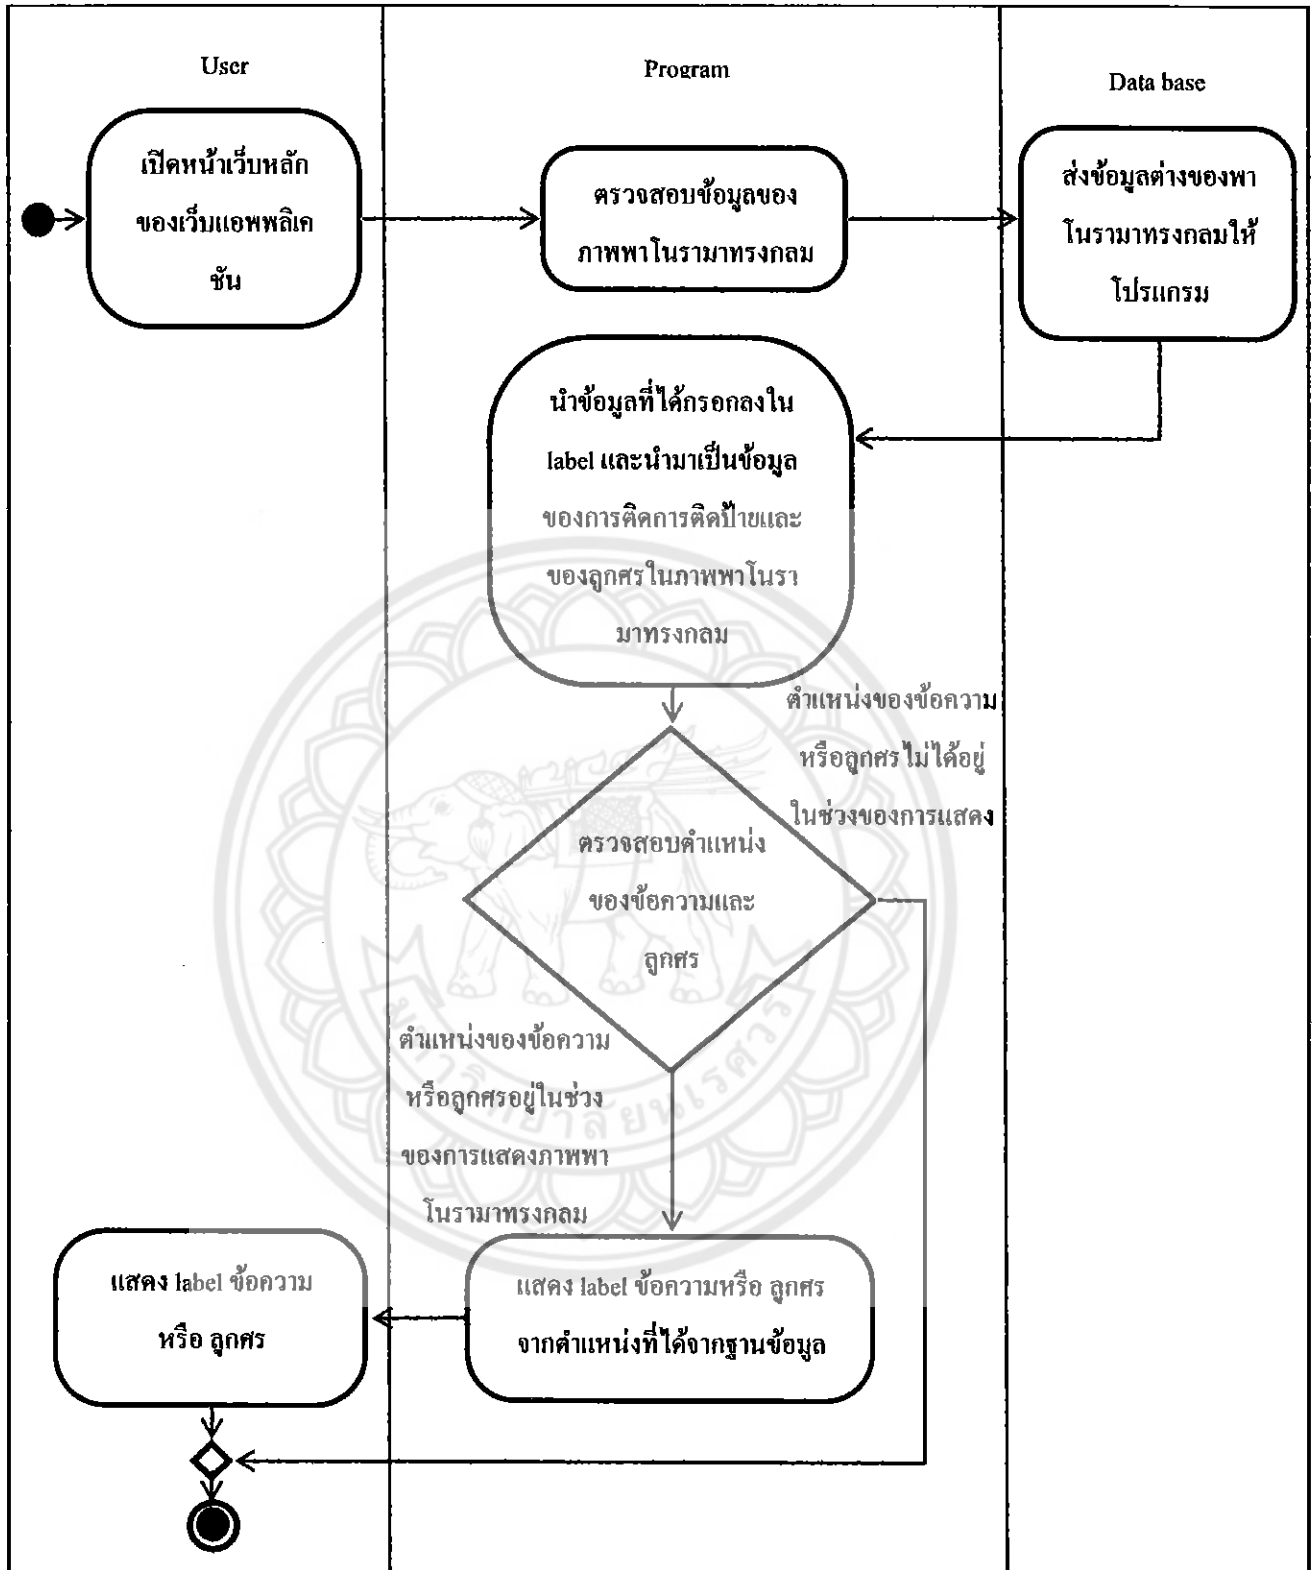 User
Program
Data base
เปิดหน้าเว็บหลัก
ของเว็บแอพพลิเค
ชัน
ตรวจสอบข้อมูลของ
ภาพพาโนรามาทรงกลม
ส่งข้อมูลต่างของพา
โนรามาทรงกลมให้
โปรแกรม
นำข้อมูลที่ได้กรอกลงใน
label และนำมาเป็นข้อมูล
ของการติดการติดป้ายและ
ของลูกศรในภาพพาโนรา
มาทรงกลม
ตำแหน่งของข้อความ
หรือลูกศรไม่ได้อยู่
ในช่วงของการแสดง
ตรวจสอบตำแหน่ง
ของข้อความและ
ลูกศร
ตำแหน่งของข้อความ
หรือลูกศรอยู่ในช่วง
ของการแสดงภาพพา
โนรามาทรงกลม
แสดง label ข้อความ
หรือ ลูกศร
แสดง label ข้อความหรือ ลูกศร
จากตำแหน่งที่ได้จากฐานข้อมูล
มหาวิทยาลัยนเรศวร